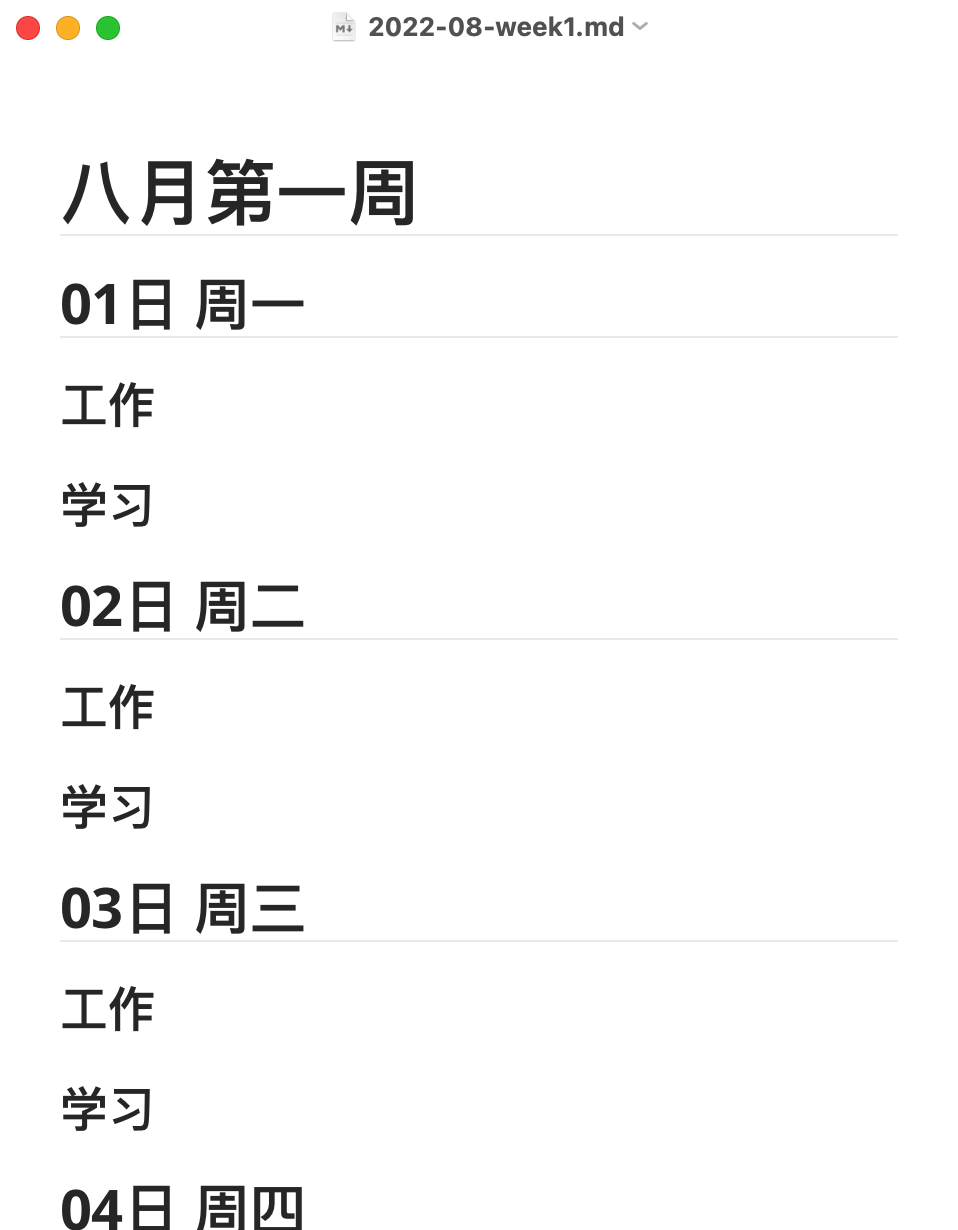 2022-08-week1.md
八月第一周
01日 周一
工作
学习
02日 周二
工作
学习
03日 周三
工作
学习
04日 周四